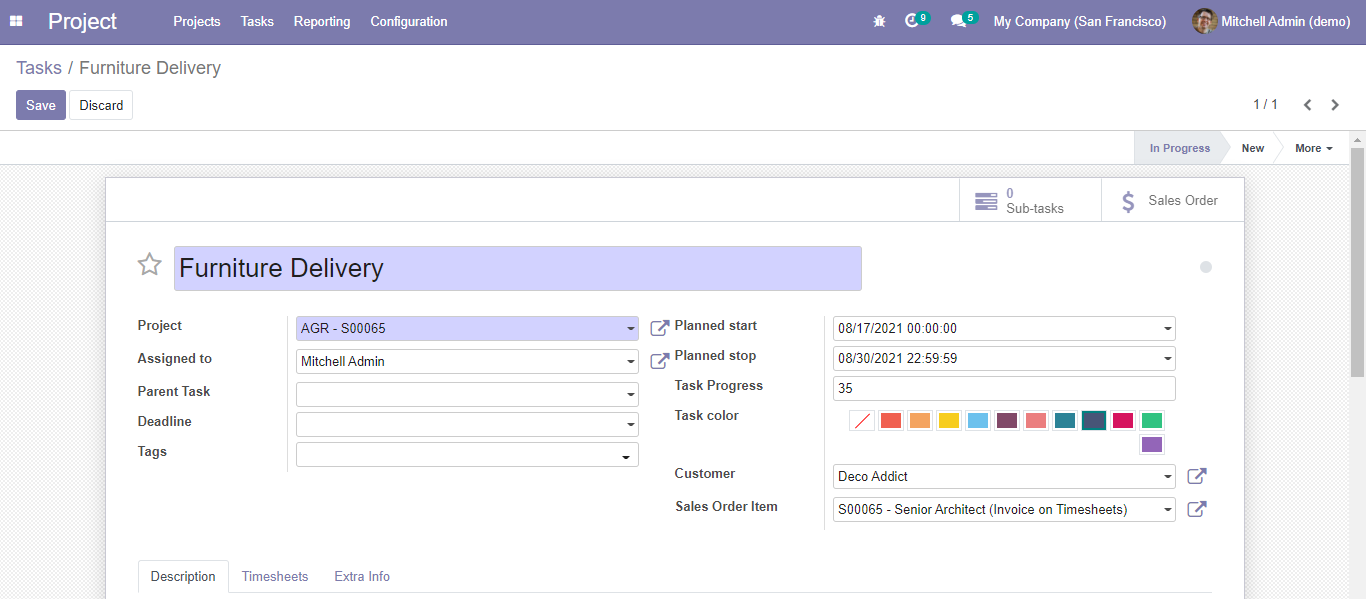 Project Projects Tasks Reporting Configuration 9 5 My Company (San Francisco) Mitchell Admin (demo)
Tasks / Furniture Delivery
Save Discard 1 / 1
In Progress New More
0
Sub-tasks
$ Sales Order
Furniture Delivery
Project AGR - S00065
Assigned to Mitchell Admin
Parent Task
Deadline
Tags
Planned start 08/17/2021 00:00:00
Planned stop 08/30/2021 22:59:59
Task Progress 35
Task color
Customer Deco Addict
Sales Order Item S00065 - Senior Architect (Invoice on Timesheets)
Description Timesheets Extra Info